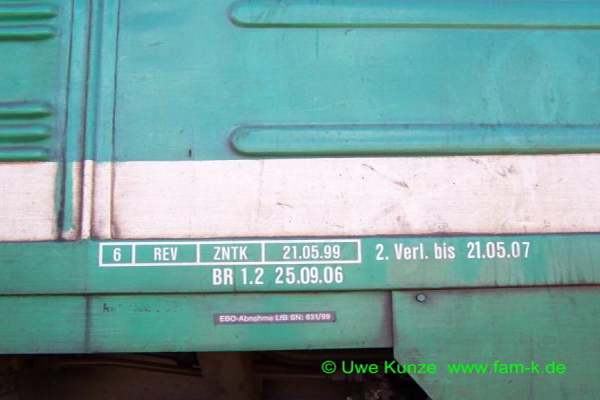 6 REV ZNTK 21.05.99 2. Verl. bis 21.05.07
BR 1.2 25.09.06
EBO-Abnahme LfB SN: 631/99
© Uwe Kunze www.fam-k.de